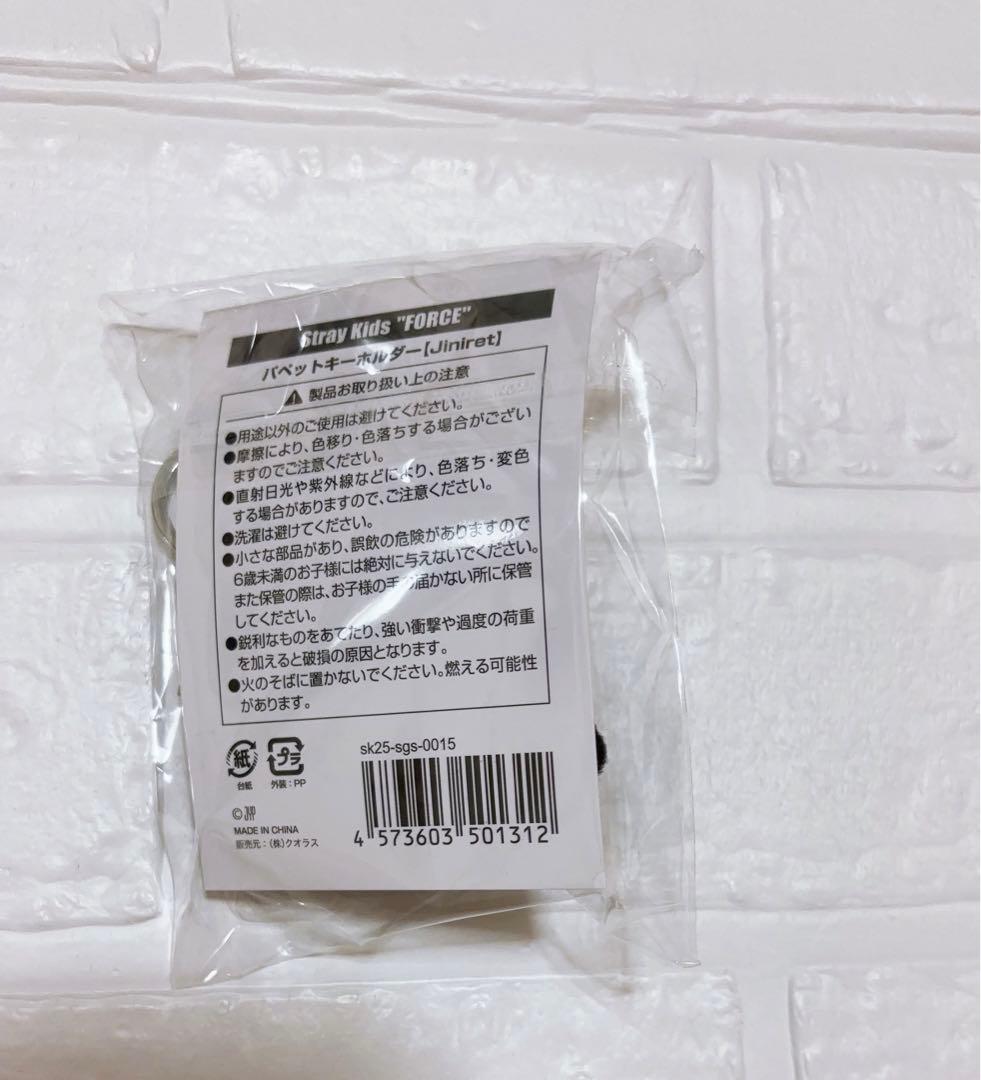 Stray Kids "FORCE"
パペットキーホルダー【Jiniret】
製品お取り扱い上の注意
●用途以外のご使用は避けてください。
●摩擦により、色移り・色落ちする場合がござい
ますのでご注意ください。
●直射日光や紫外線などにより、色落ち・変色
する場合がありますので、ご注意ください。
●洗濯は避けてください。
●小さな部品があり、誤飲の危険がありますので
6歳未満のお子様には絶対に与えないでください。
また保管の際は、お子様の手の届かない所に保管
してください。
●鋭利なものをあてたり、強い衝撃や過度の荷重
を加えると破損の原因となります。
●火のそばに置かないでください。燃える可能性
があります。
紙 プラ
台紙 外装：PP
sk25-sgs-0015
©JYP
MADE IN CHINA
販売元：(株)クオラス
4 573603 501312